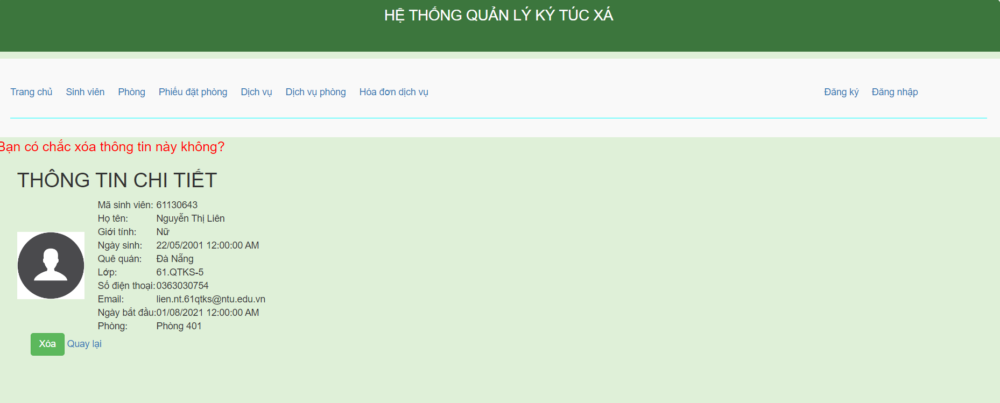 HỆ THỐNG QUẢN LÝ KÝ TÚC XÁ
Trang chủ Sinh viên Phòng Phiếu đặt phòng Dịch vụ Dịch vụ phòng Hóa đơn dịch vụ Đăng ký Đăng nhập
Bạn có chắc xóa thông tin này không?
THÔNG TIN CHI TIẾT
Mã sinh viên: 61130643
Họ tên: Nguyễn Thị Liên
Giới tính: Nữ
Ngày sinh: 22/05/2001 12:00:00 AM
Quê quán: Đà Nẵng
Lớp: 61.QTKS-5
Số điện thoại: 0363030754
Email: lien.nt.61qtks@ntu.edu.vn
Ngày bắt đầu: 01/08/2021 12:00:00 AM
Phòng: Phòng 401
Xóa Quay lại